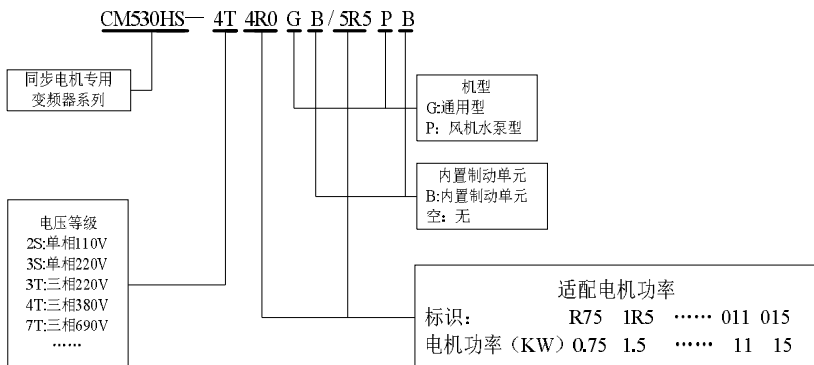 CM530HS— 4T 4R0 G B/5R5 P B
同步电机专用
变频器系列
机型
G:通用型
P：风机水泵型
内置制动单元
B:内置制动单元
空：无
电压等级
2S:单相110V
3S:单相220V
3T:三相220V
4T:三相380V
7T:三相690V
……
适配电机功率
标识： R75 1R5 …… 011 015
电机功率（KW）0.75 1.5 …… 11 15